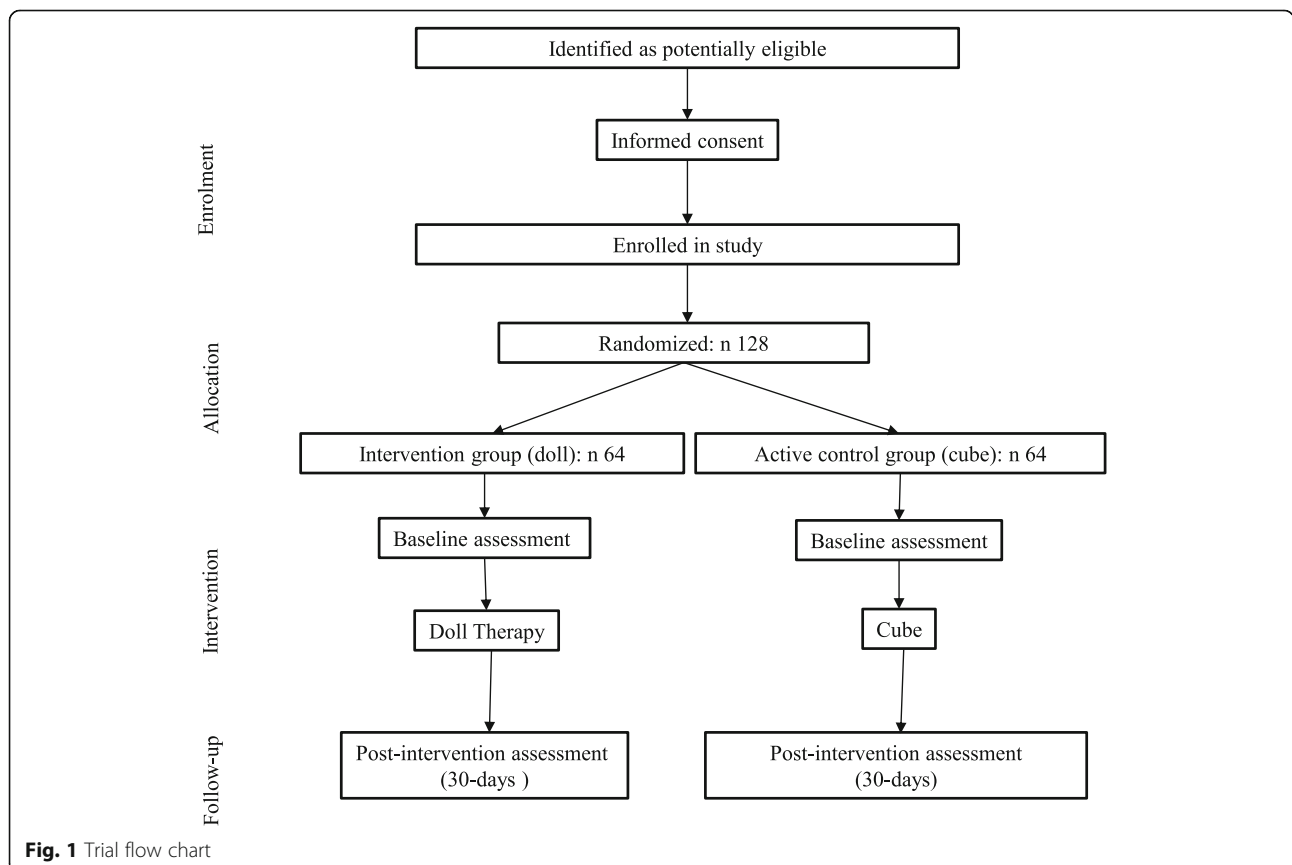 Identified as potentially eligible
Informed consent
Enrolment
Enrolled in study
Randomized: n 128
Allocation
Intervention group (doll): n 64
Active control group (cube): n 64
Baseline assessment
Baseline assessment
Intervention
Doll Therapy
Cube
Follow-up
Post-intervention assessment
(30-days )
Post-intervention assessment
(30-days)
Fig. 1 Trial flow chart